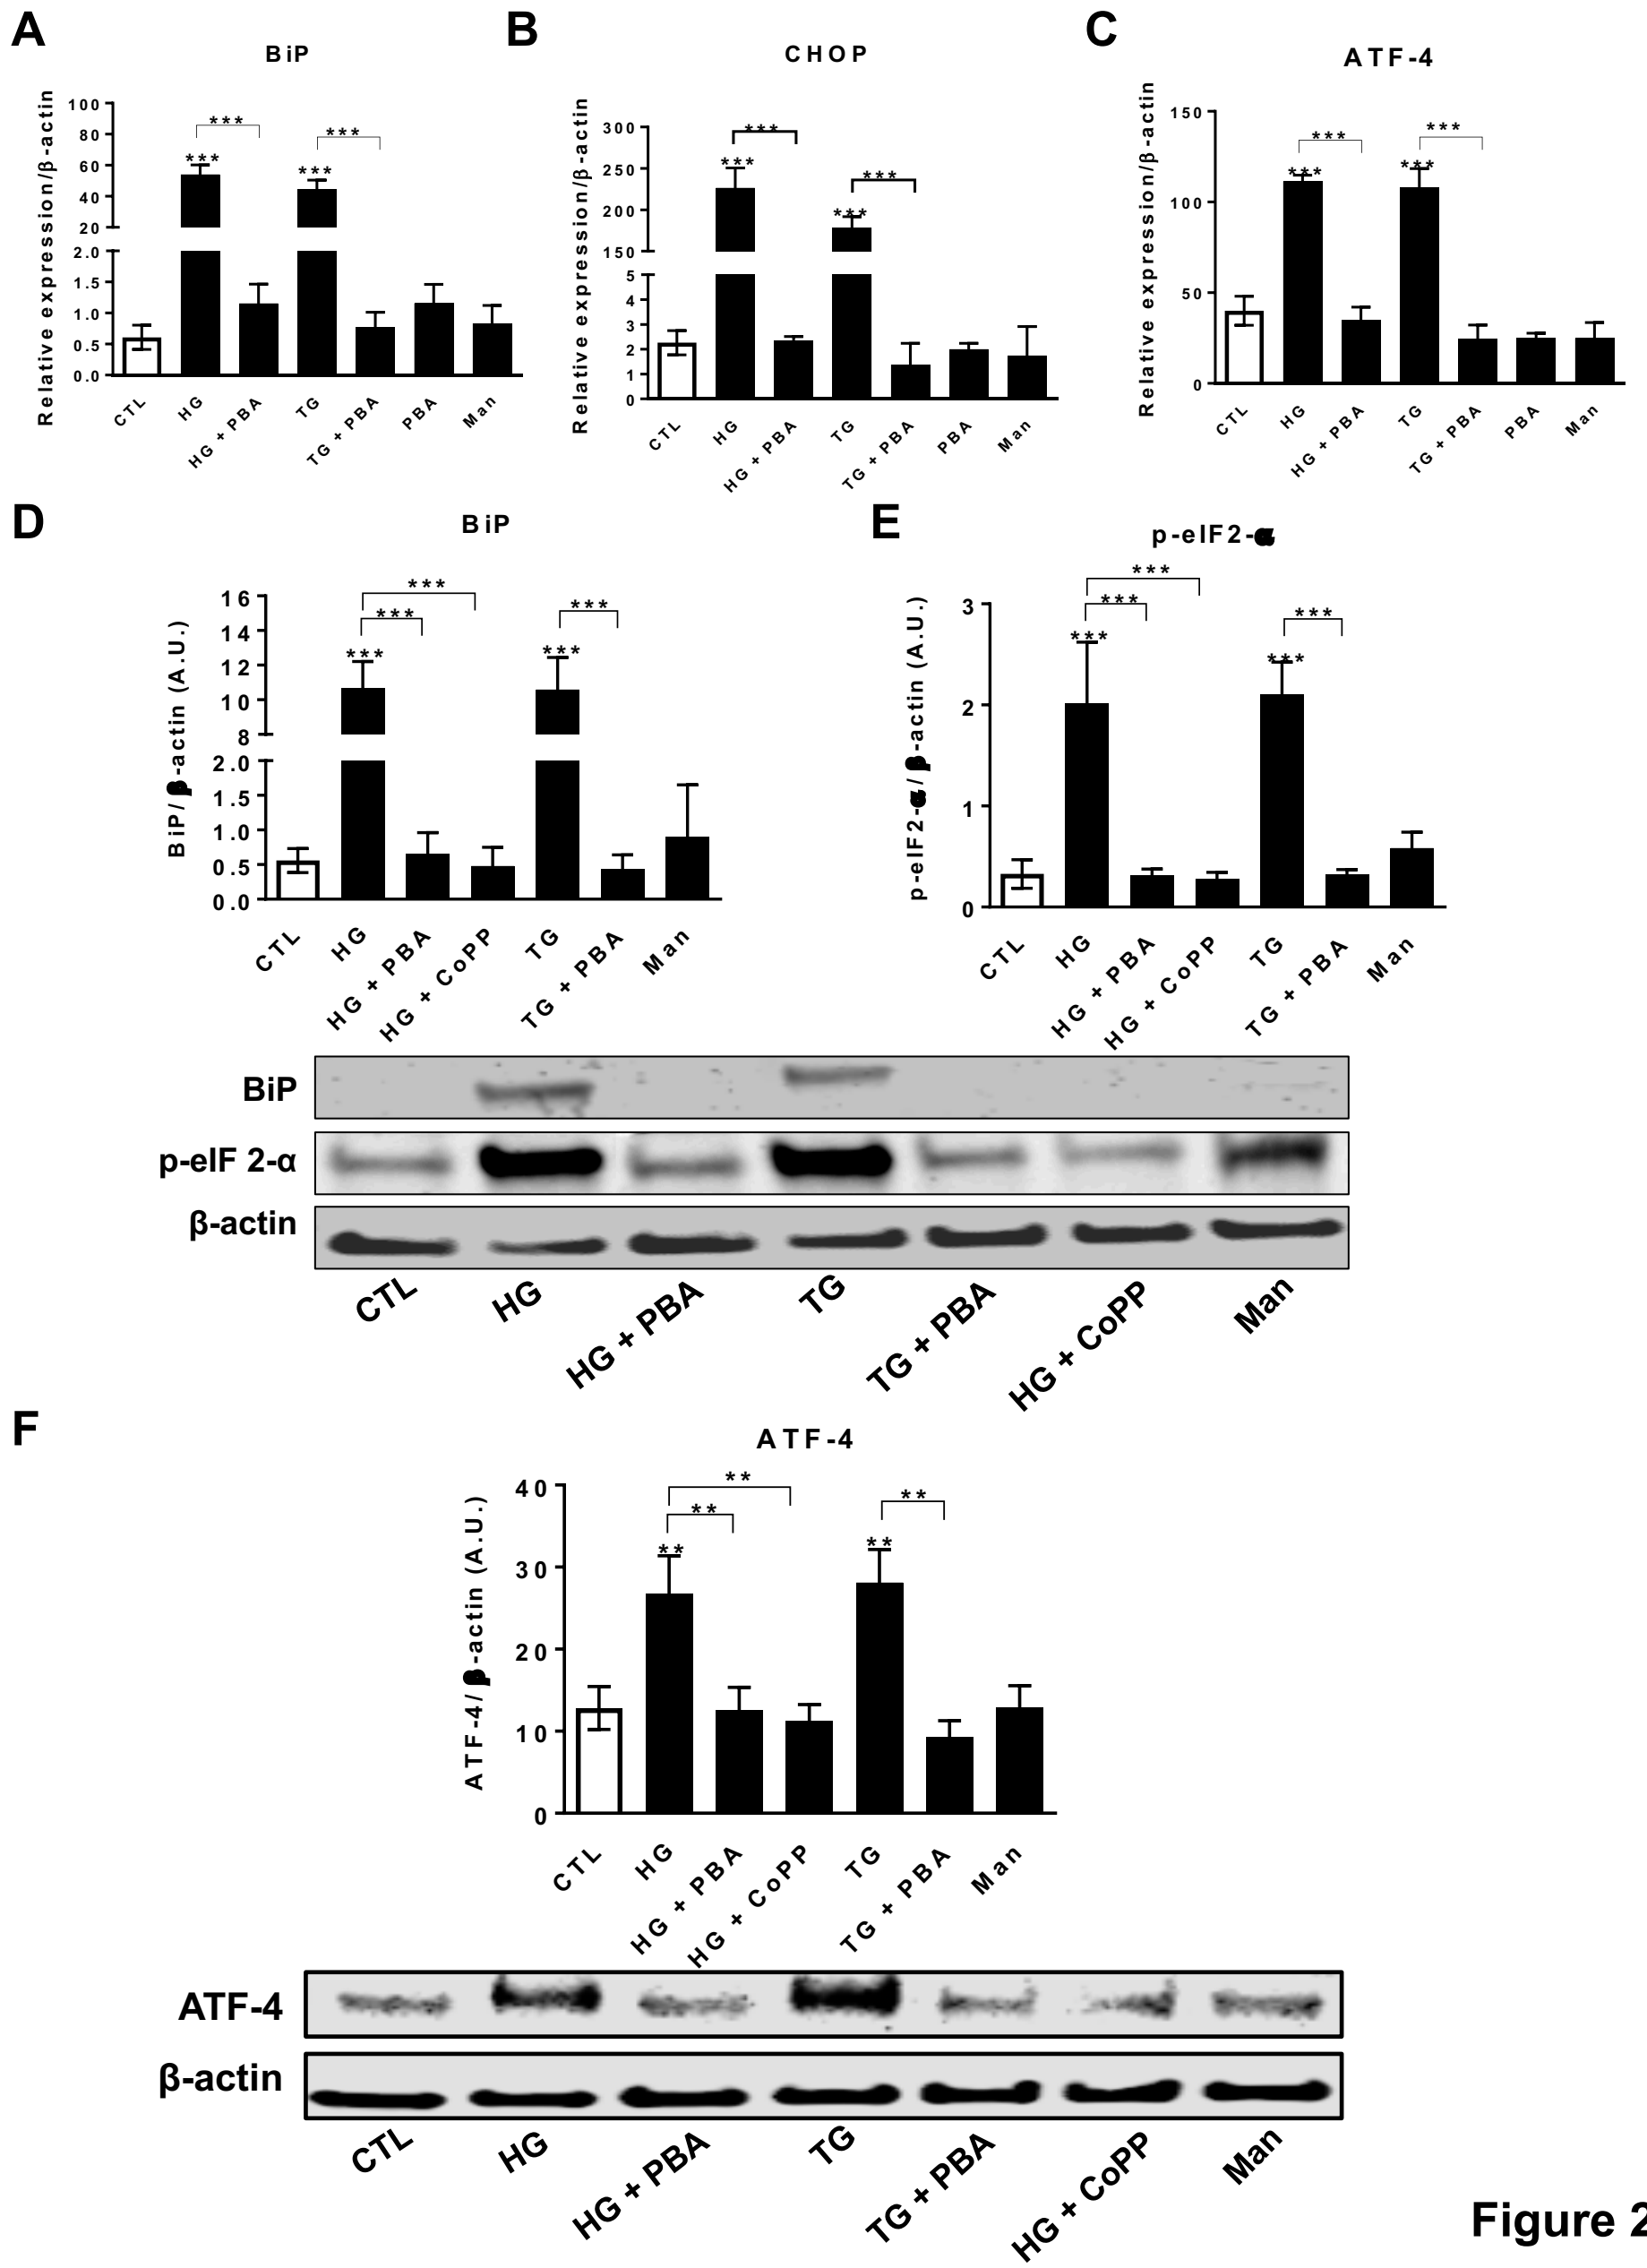 A
BiP
Relative expression/β-actin
100
80
60
40
20
2.0
1.5
1.0
0.5
0.0
***
***
***
***
CTL
HG
HG + PBA
TG
TG + PBA
PBA
Man
B
CHOP
Relative expression/β-actin
300
250
200
150
5
4
3
2
1
0
***
***
***
***
CTL
HG
HG + PBA
TG
TG + PBA
PBA
Man
C
ATF-4
Relative expression/β-actin
150
100
50
0
***
***
***
***
CTL
HG
HG + PBA
TG
TG + PBA
PBA
Man
D
BiP
BiP/β-actin (A.U.)
16
14
12
10
8
2.0
1.5
1.0
0.5
0.0
***
***
***
***
***
CTL
HG
HG + PBA
HG + CoPP
TG
TG + PBA
Man
E
p-eIF2-α
p-eIF2-α/β-actin (A.U.)
3
2
1
0
***
***
***
***
***
CTL
HG
HG + PBA
HG + CoPP
TG
TG + PBA
Man
BiP
p-eIF 2-α
β-actin
CTL
HG
HG + PBA
TG
TG + PBA
HG + CoPP
Man
F
ATF-4
ATF-4/β-actin (A.U.)
40
30
20
10
0
**
**
**
**
**
CTL
HG
HG + PBA
HG + CoPP
TG
TG + PBA
Man
ATF-4
β-actin
CTL
HG
HG + PBA
TG
TG + PBA
HG + CoPP
Man
Figure 2